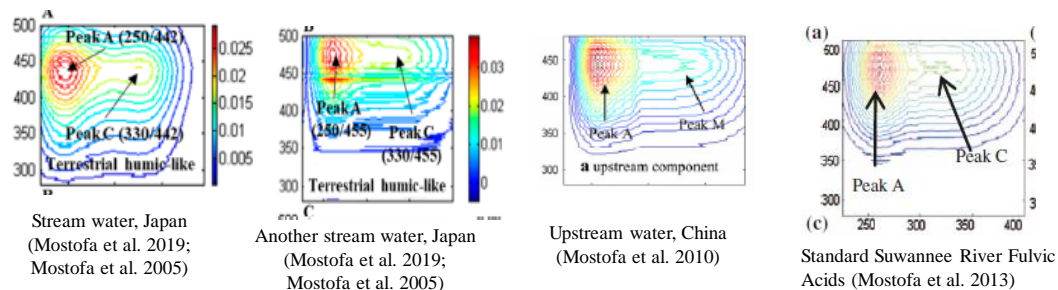 A
500
450
400
350
300
Peak A (250/442)
Peak C (330/442)
Terrestrial humic-like
0.025
0.02
0.015
0.01
0.005
Stream water, Japan
(Mostofa et al. 2019;
Mostofa et al. 2005)
500
450
400
350
300
Peak A
(250/455)
Peak C
(330/455)
Terrestrial humic-like
C
0.03
0.02
0.01
0
Another stream water, Japan
(Mostofa et al. 2019;
Mostofa et al. 2005)
450
400
350
300
Peak A
Peak M
a upstream component
Upstream water, China
(Mostofa et al. 2010)
(a)
500
450
400
350
300
Peak A
Peak C
(c)
250
300
350
400
Standard Suwannee River Fulvic
Acids (Mostofa et al. 2013)